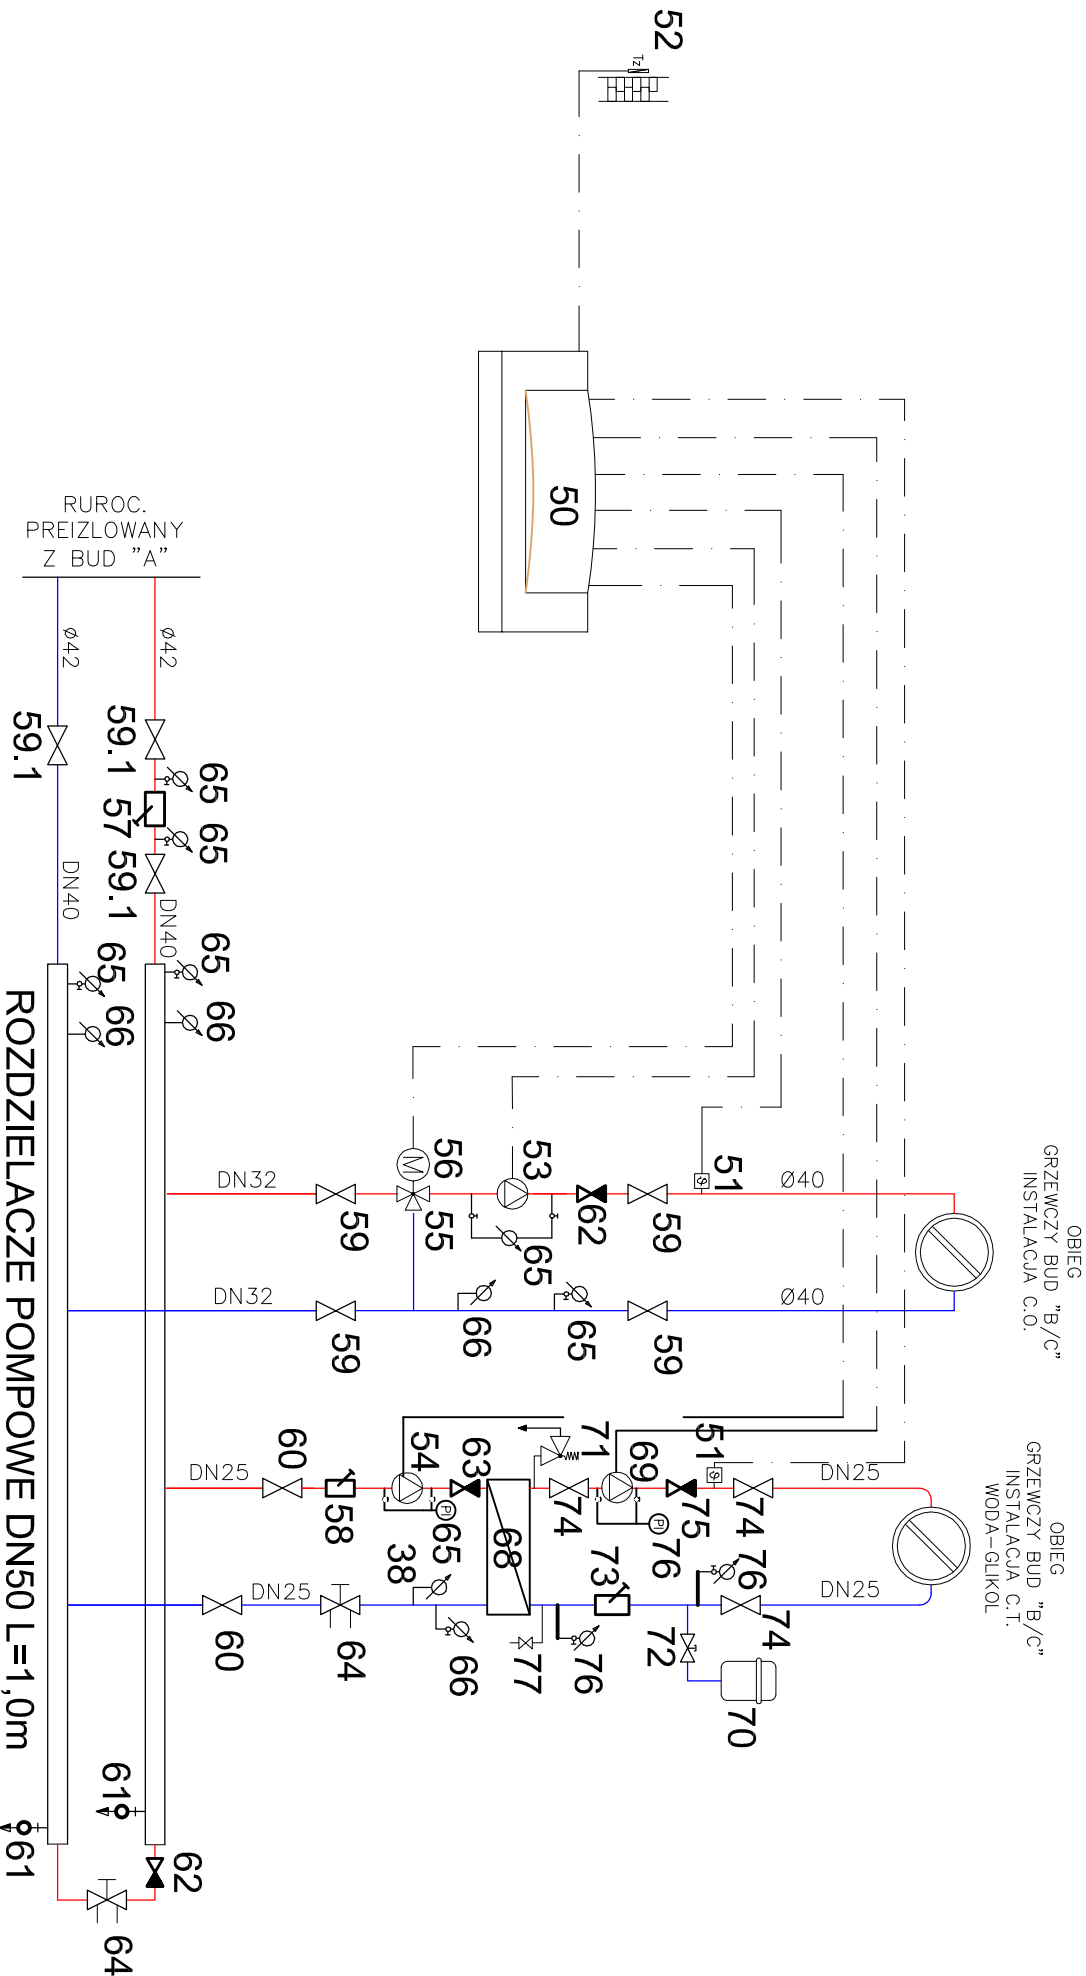 52
Tz
50
RUROC.
PREIZLOWANY
Z BUD "A"
ø42
ø42
59.1
59.1
65
57
65
59.1
DN40
DN40
65
66
65
66
ROZDZIELACZE POMPOWE DN50 L=1,0m
OBIEG
GRZEWCZY BUD "B/C"
INSTALACJA C.O.
DN32
59
56
M
55
53
65
62
59
51
Ø40
DN32
59
66
65
59
Ø40
OBIEG
GRZEWCZY BUD "B/C"
INSTALACJA C.T.
WODA-GLIKOL
DN25
60
58
54
PI
65
63
68
71
74
69
PI
76
75
51
74
DN25
60
DN25
64
38
66
77
76
73
72
70
76
74
DN25
61
61
62
64